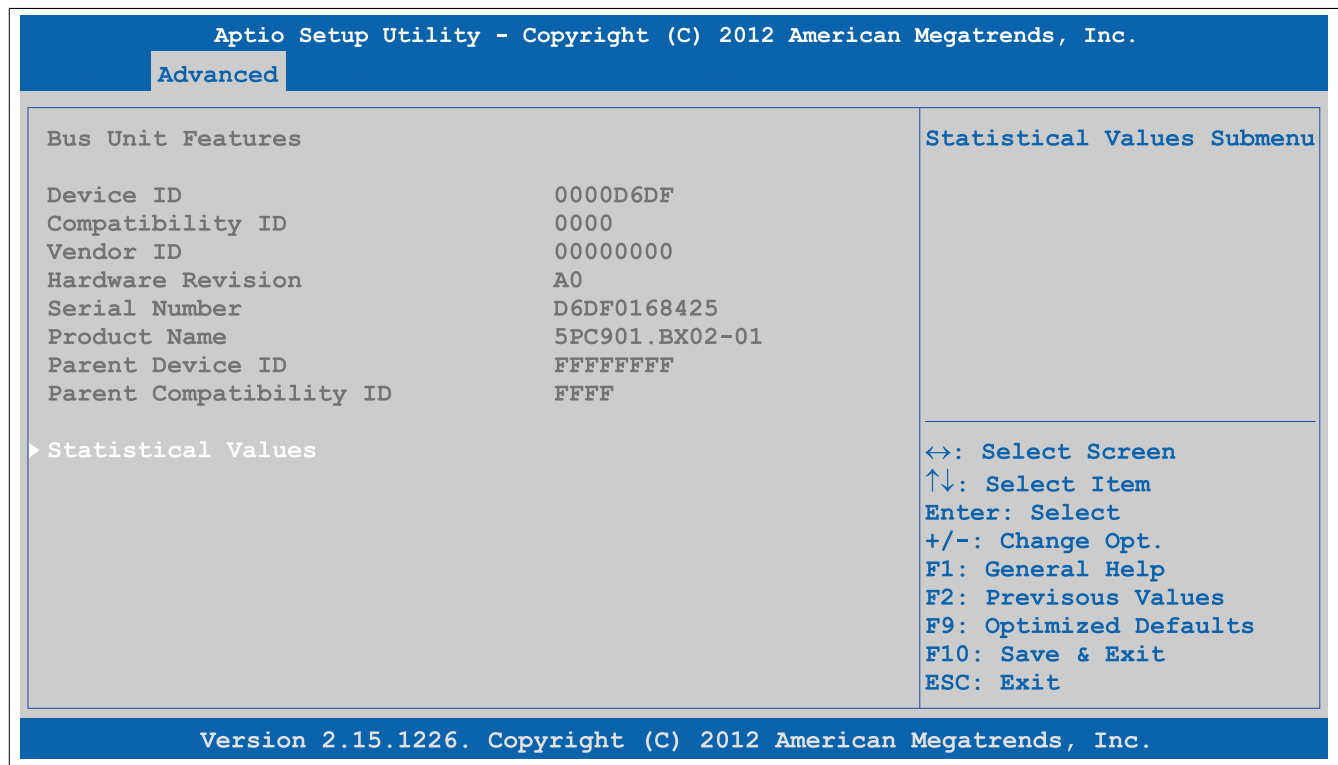 Aptio Setup Utility - Copyright (C) 2012 American Megatrends, Inc.
Advanced
Bus Unit Features
Device ID 0000D6DF
Compatibility ID 0000
Vendor ID 00000000
Hardware Revision A0
Serial Number D6DF0168425
Product Name 5PC901.BX02-01
Parent Device ID FFFFFFFF
Parent Compatibility ID FFFF
Statistical Values
Statistical Values Submenu
↔: Select Screen
↑↓: Select Item
Enter: Select
+/-: Change Opt.
F1: General Help
F2: Previsous Values
F9: Optimized Defaults
F10: Save & Exit
ESC: Exit
Version 2.15.1226. Copyright (C) 2012 American Megatrends, Inc.